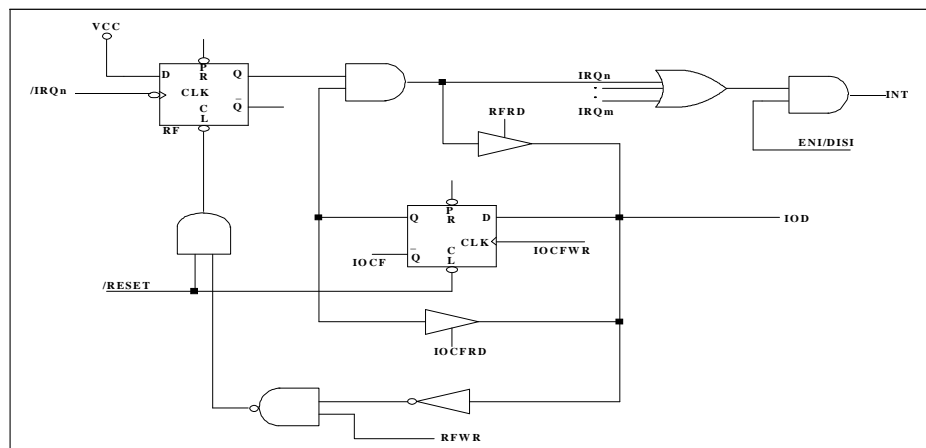 VCC
D
P
R
Q
/IRQn
CLK
C
L
Q
RF
IRQn
:
IRQm
INT
RFRD
ENI/DISI
Q
P
R
D
IOD
CLK
IOCF
Q
C
L
IOCFWR
/RESET
IOCFRD
RFWR